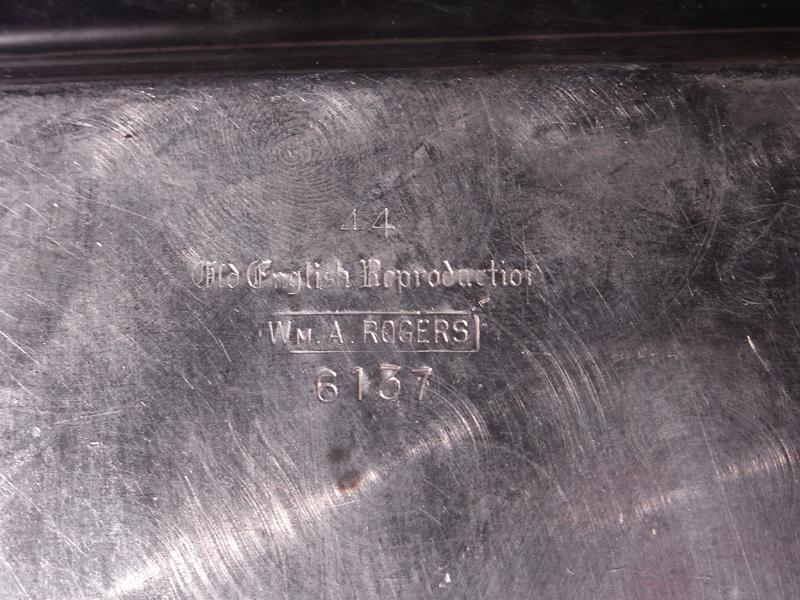 44
Old English Reproduction
WM. A. ROGERS
6137